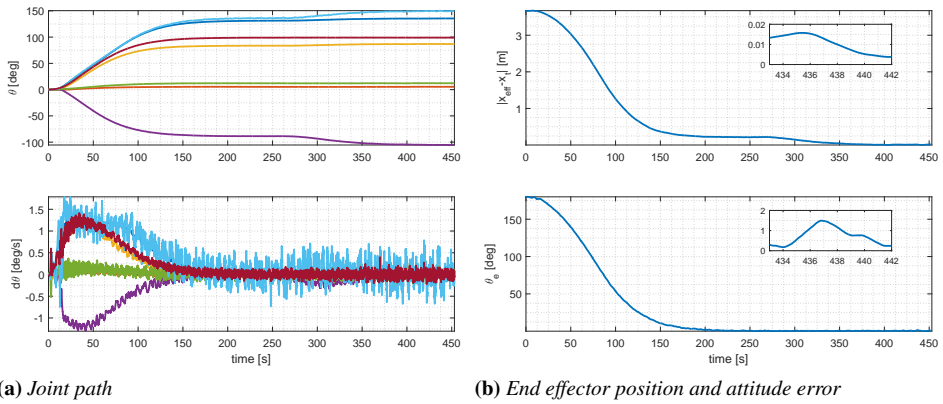 150
100
50
0
-50
-100
θ [deg]
0 50 100 150 200 250 300 350 400 450
3
2
1
|x_eff-x_t| [m]
0 50 100 150 200 250 300 350 400 450
0.02
0.01
0
434 436 438 440 442
1.5
1
0.5
0
-0.5
-1
dθ [deg/s]
0 50 100 150 200 250 300 350 400 450
time [s]
150
100
50
θ_e [deg]
0 50 100 150 200 250 300 350 400 450
time [s]
2
1
0
434 436 438 440 442
(a) Joint path
(b) End effector position and attitude error